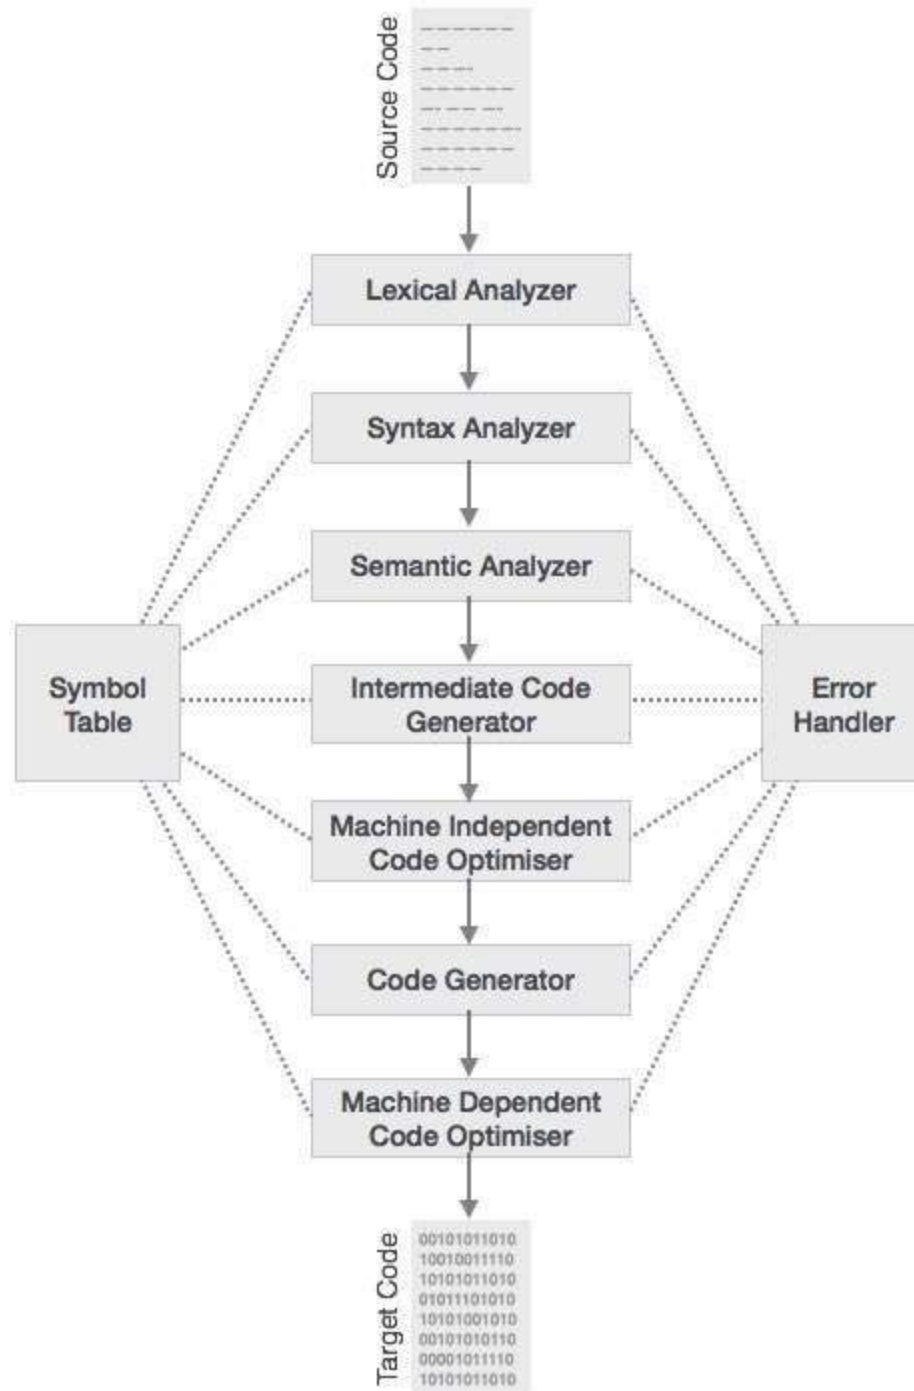 Source Code
Lexical Analyzer
Syntax Analyzer
Semantic Analyzer
Symbol
Table
Intermediate Code
Generator
Error
Handler
Machine Independent
Code Optimiser
Code Generator
Machine Dependent
Code Optimiser
Target Code
00101011010
10010011110
10101011010
01011101010
10101001010
00101010110
00001011110
10101011010